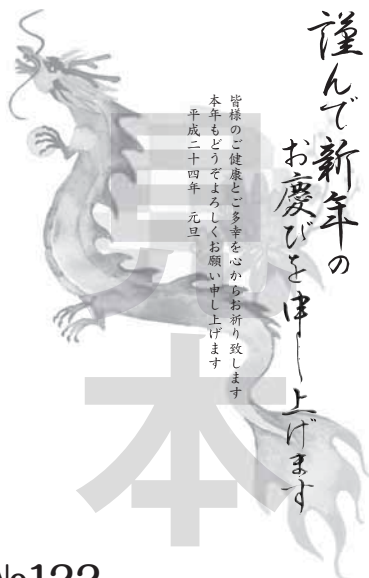 謹んで新年の
お慶びを申し上げます
皆様のご健康とご多幸を心からお祈り致します
本年もどうぞよろしくお願い申し上げます
平成二十四年 元旦
見本